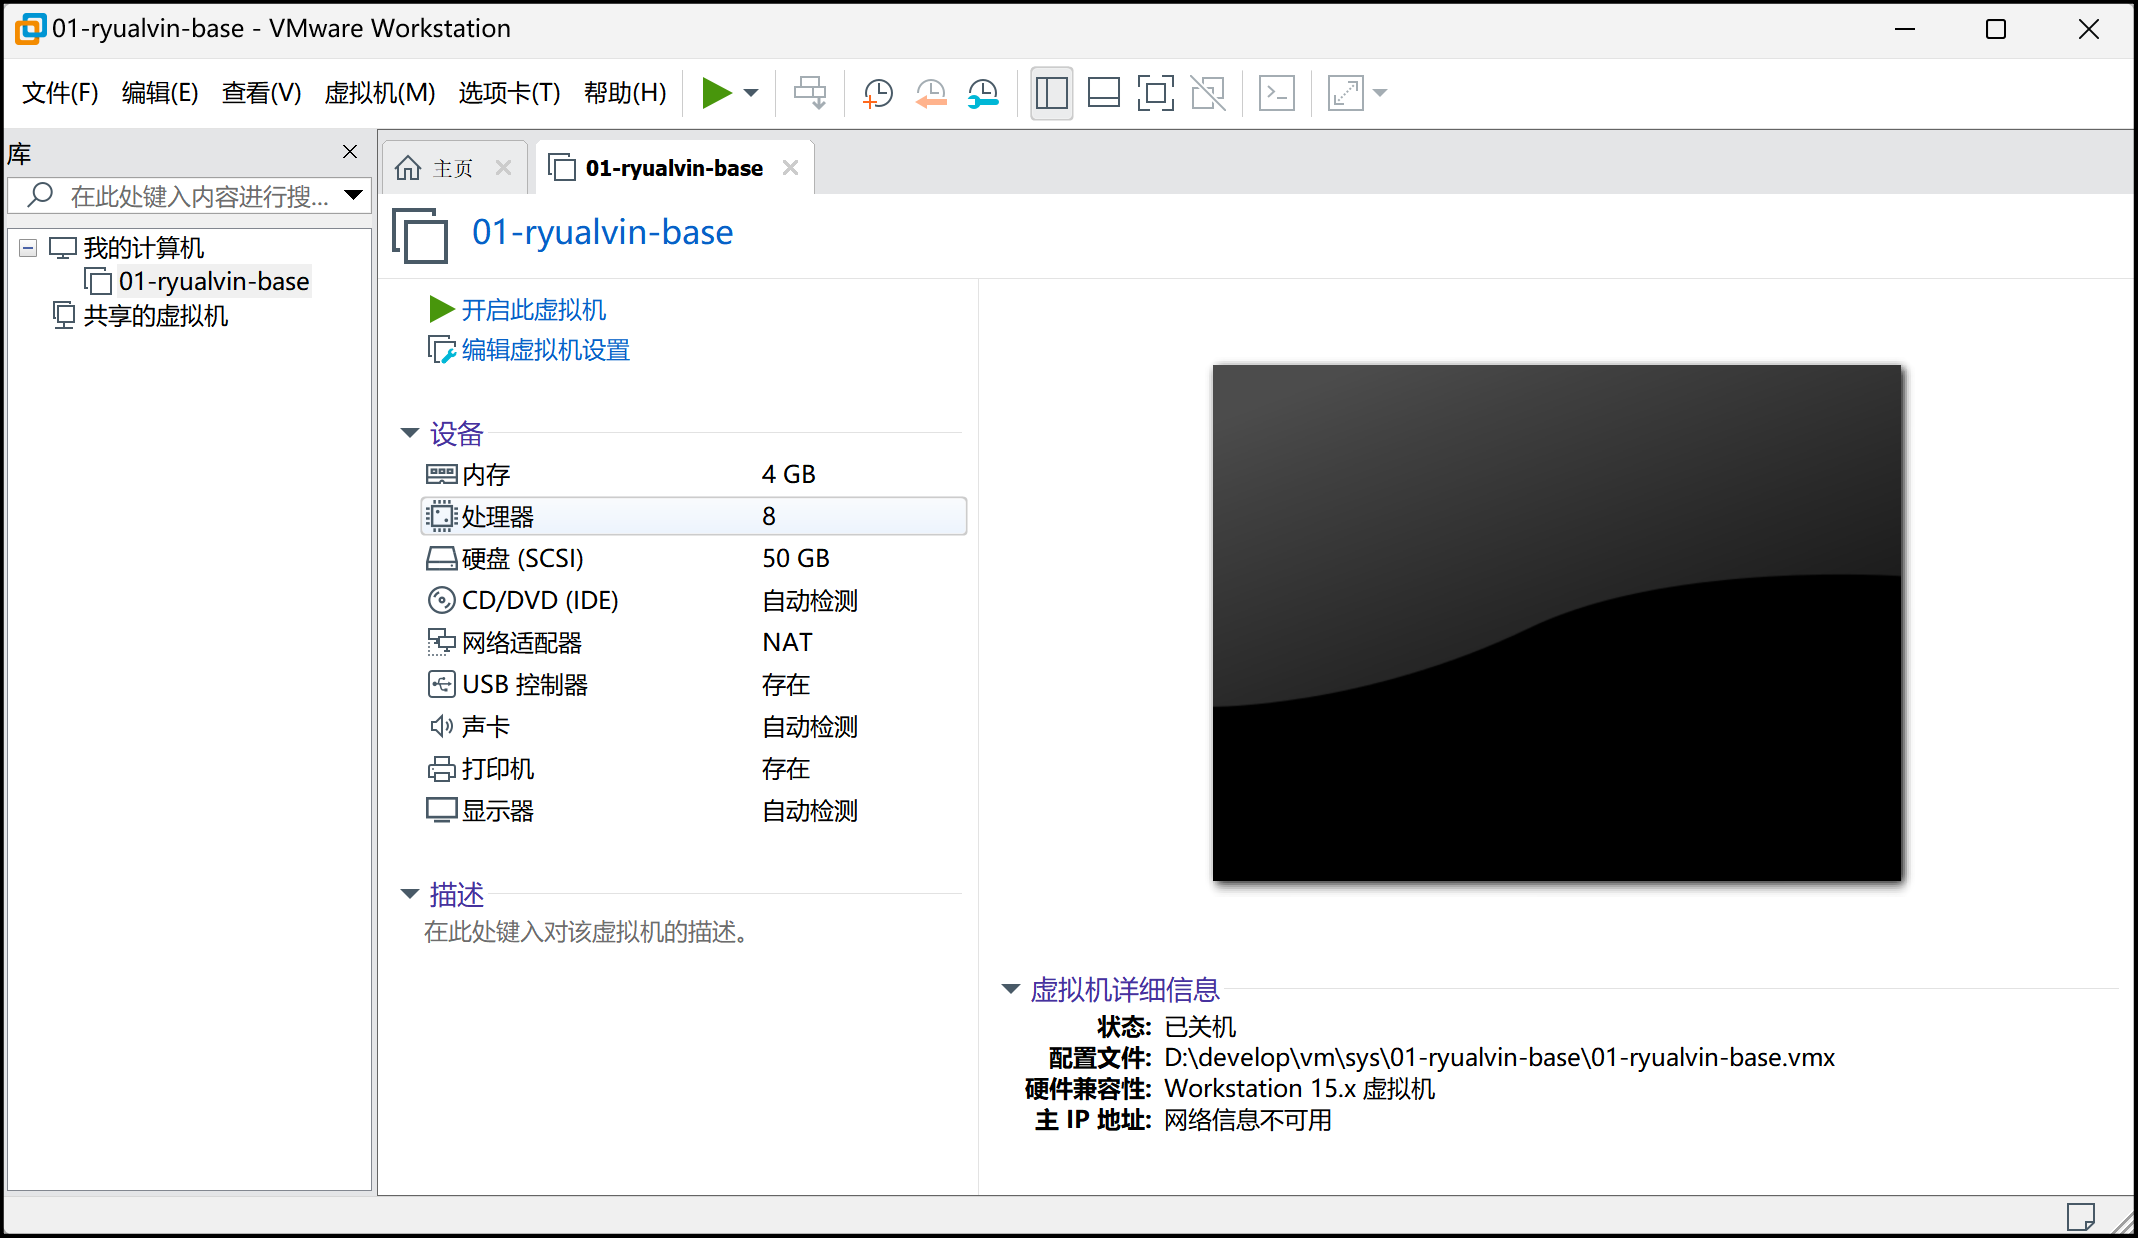 01-ryualvin-base - VMware Workstation
文件(F) 编辑(E) 查看(V) 虚拟机(M) 选项卡(T) 帮助(H)
库
在此处键入内容进行搜...
我的计算机
01-ryualvin-base
共享的虚拟机
主页
01-ryualvin-base
01-ryualvin-base
开启此虚拟机
编辑虚拟机设置
设备
内存 4 GB
处理器 8
硬盘 (SCSI) 50 GB
CD/DVD (IDE) 自动检测
网络适配器 NAT
USB 控制器 存在
声卡 自动检测
打印机 存在
显示器 自动检测
描述
在此处键入对该虚拟机的描述。
虚拟机详细信息
状态: 已关机
配置文件: D:\develop\vm\sys\01-ryualvin-base\01-ryualvin-base.vmx
硬件兼容性: Workstation 15.x 虚拟机
主 IP 地址: 网络信息不可用